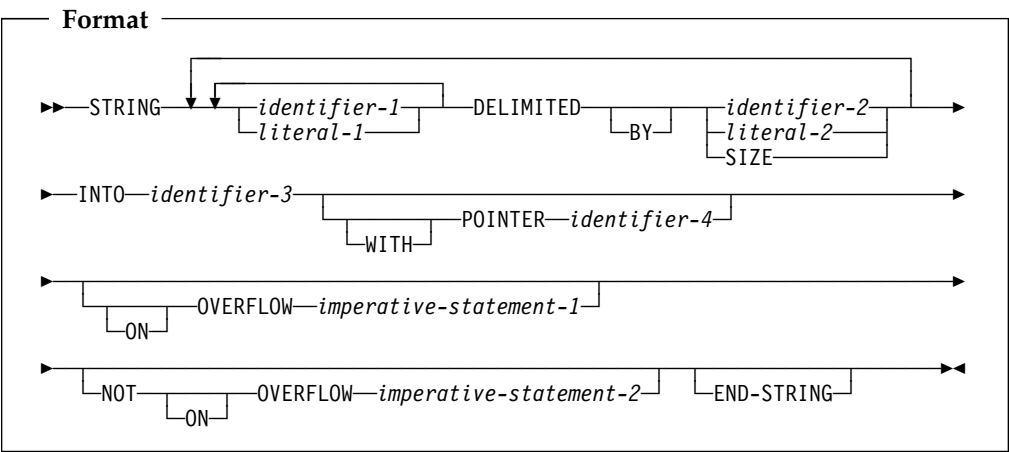 Format
STRING identifier-1 DELIMITED identifier-2
literal-1 BY literal-2
SIZE
INTO identifier-3
POINTER identifier-4
WITH
OVERFLOW imperative-statement-1
ON
NOT OVERFLOW imperative-statement-2 END-STRING
ON